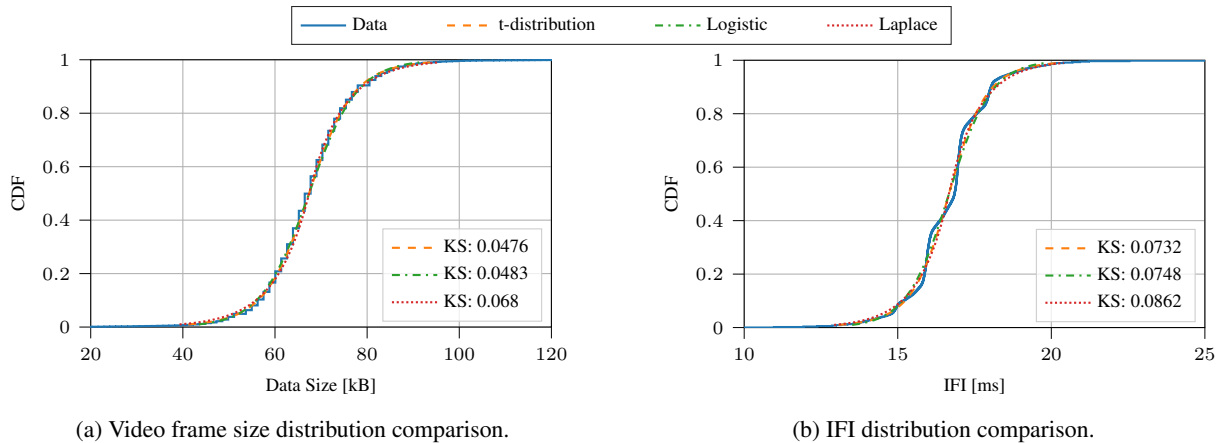 Data t-distribution Logistic Laplace
1
0.8
0.6
0.4
0.2
0
CDF
KS: 0.0476
KS: 0.0483
KS: 0.068
20 40 60 80 100 120
Data Size [kB]
(a) Video frame size distribution comparison.
1
0.8
0.6
0.4
0.2
0
CDF
KS: 0.0732
KS: 0.0748
KS: 0.0862
10 15 20 25
IFI [ms]
(b) IFI distribution comparison.